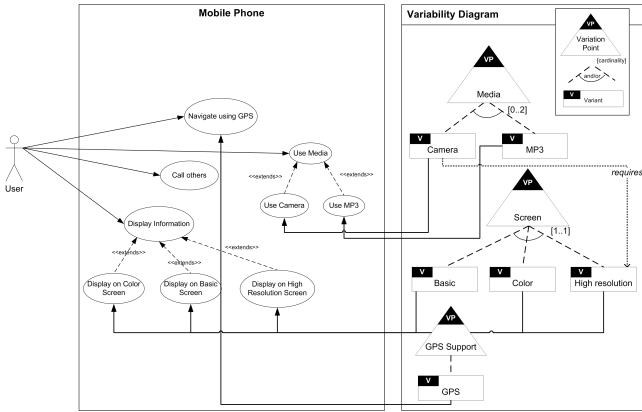 Mobile Phone
Navigate using GPS
Use Media
<<extends>>
<<extends>>
Call others
Use Camera
Use MP3
User
Display Information
<<extends>>
<<extends>>
<<extends>>
Display on Color
Screen
Display on Basic
Screen
Display on High
Resolution Screen
Variability Diagram
VP
Variation
Point
[cardinality]
and/or
V
Variant
VP
Media
[0..2]
V
Camera
V
MP3
requires
VP
Screen
[1..1]
V
Basic
V
Color
V
High resolution
VP
GPS Support
V
GPS